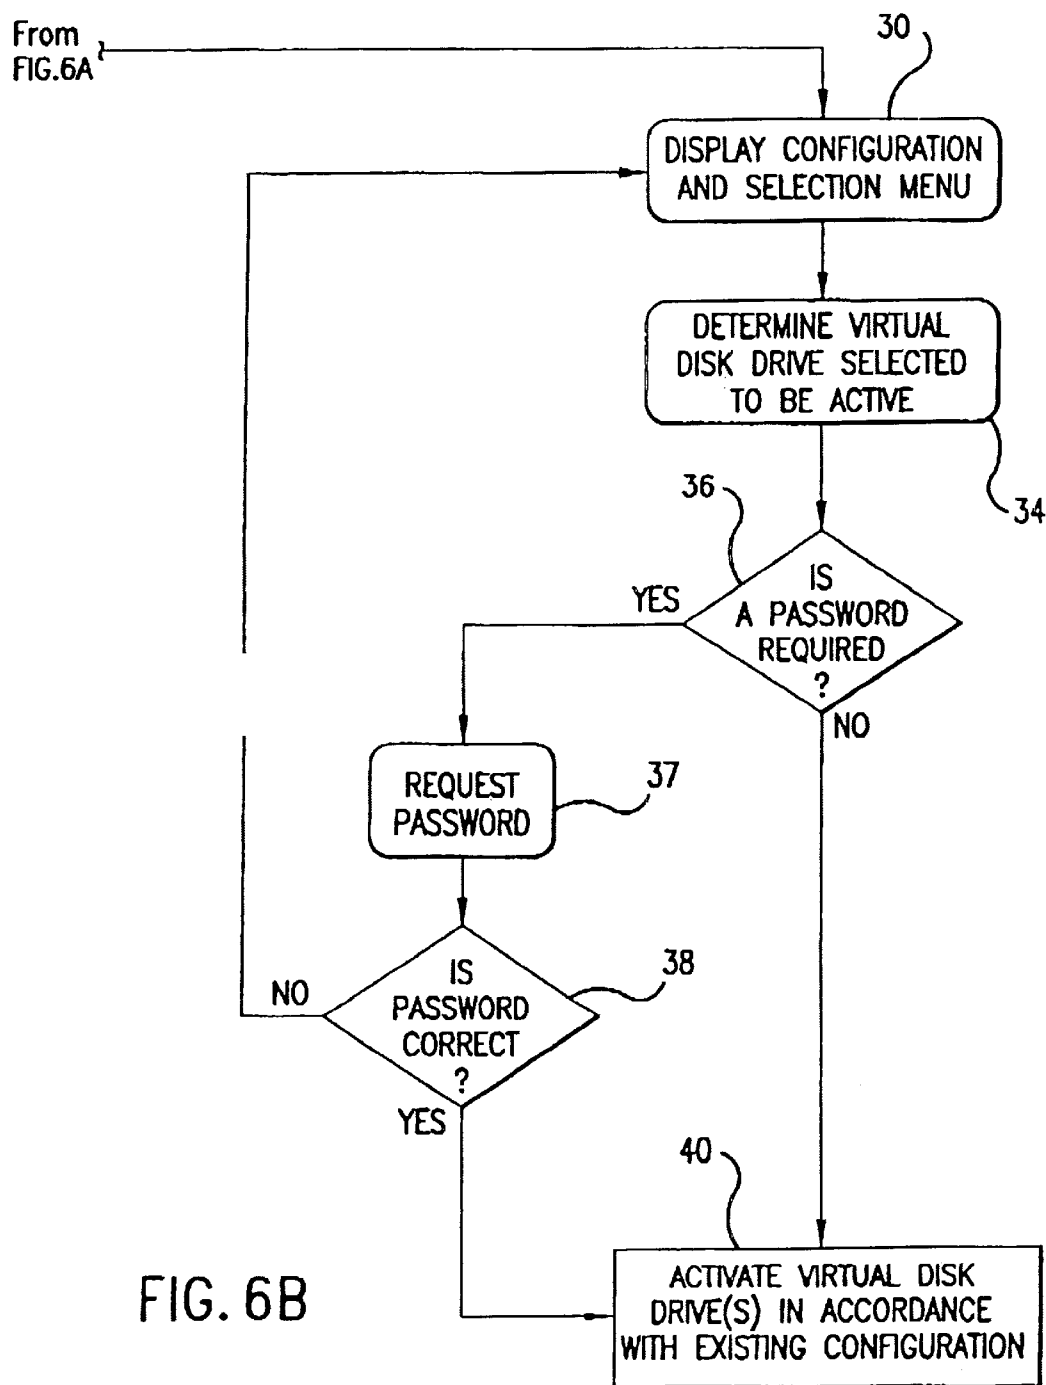 From
FIG.6A
30
DISPLAY CONFIGURATION
AND SELECTION MENU
DETERMINE VIRTUAL
DISK DRIVE SELECTED
TO BE ACTIVE
34
36
IS
A PASSWORD
REQUIRED
?
YES
NO
REQUEST
PASSWORD
37
IS
PASSWORD
CORRECT
?
38
NO
YES
40
ACTIVATE VIRTUAL DISK
DRIVE(S) IN ACCORDANCE
WITH EXISTING CONFIGURATION
FIG. 6B